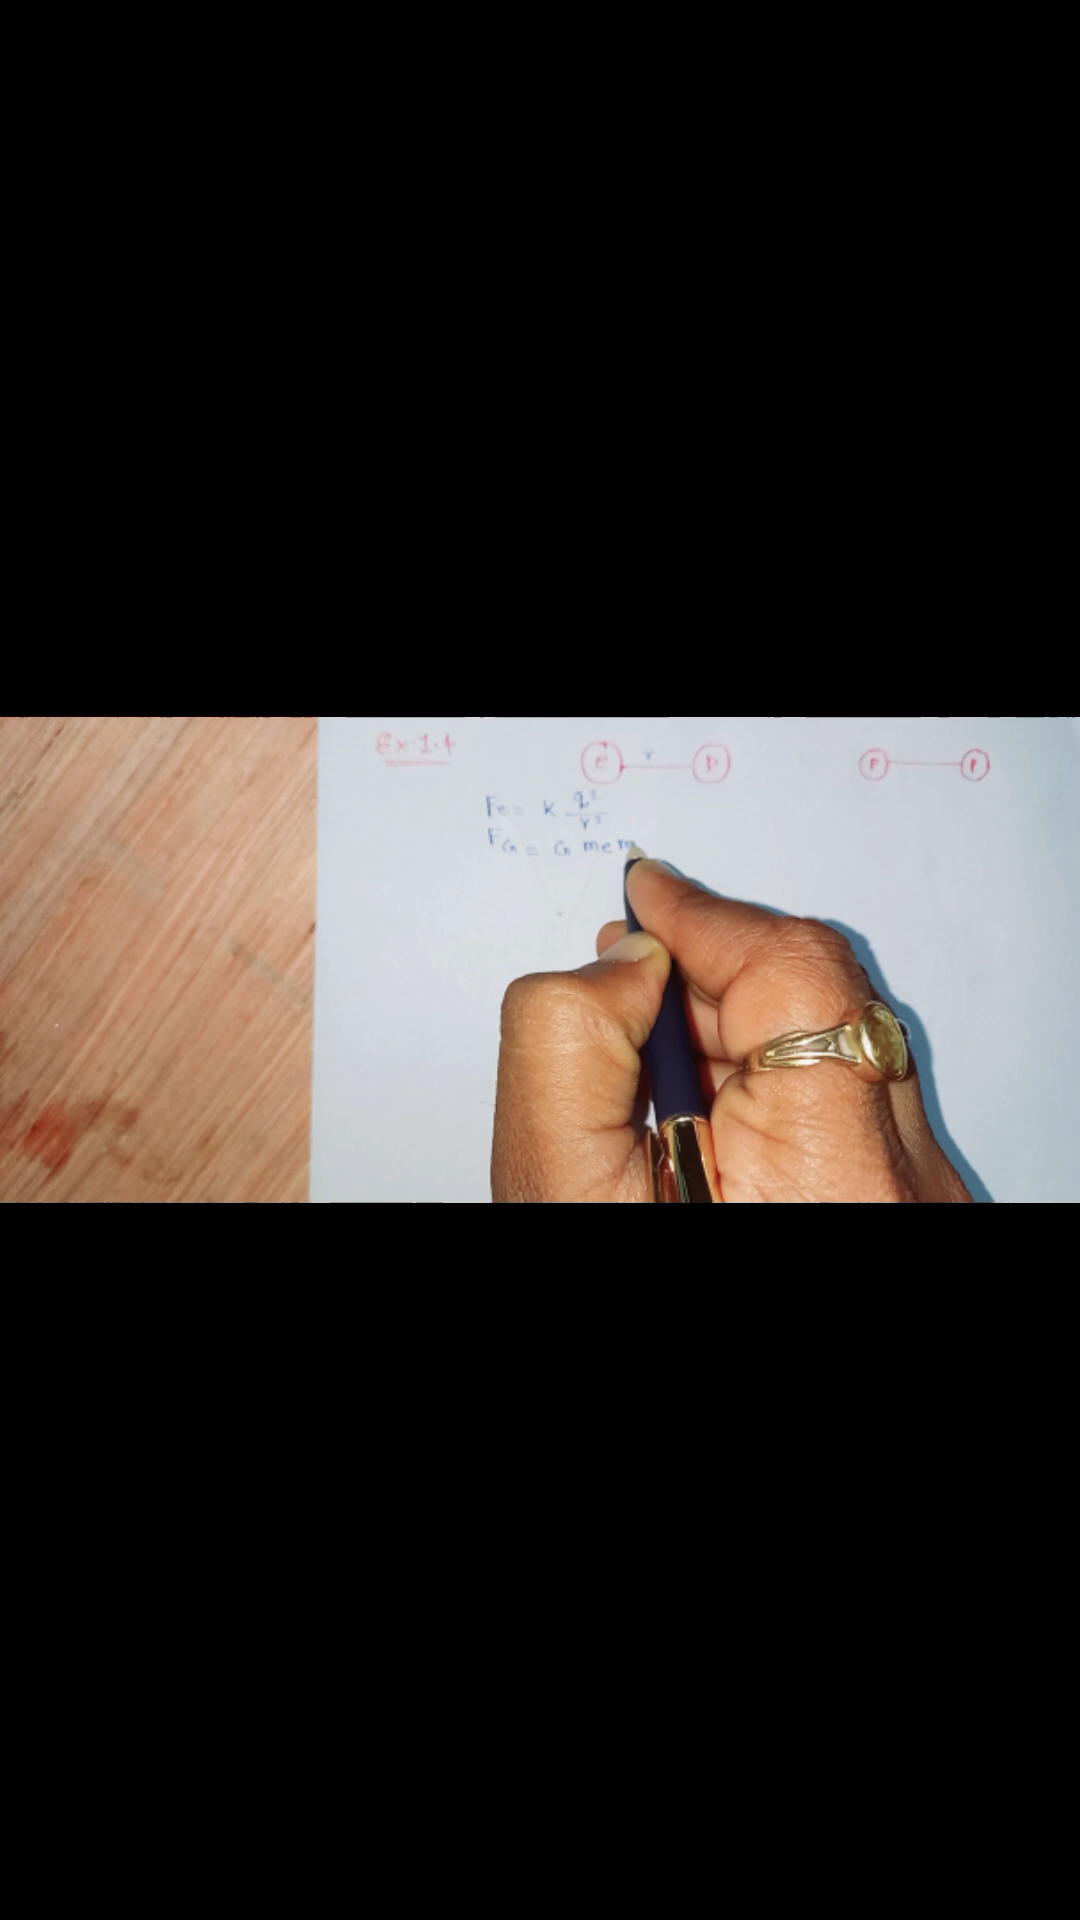 Ex.1.4
e r p P P
Fe = k q²/r²
FG = G me m